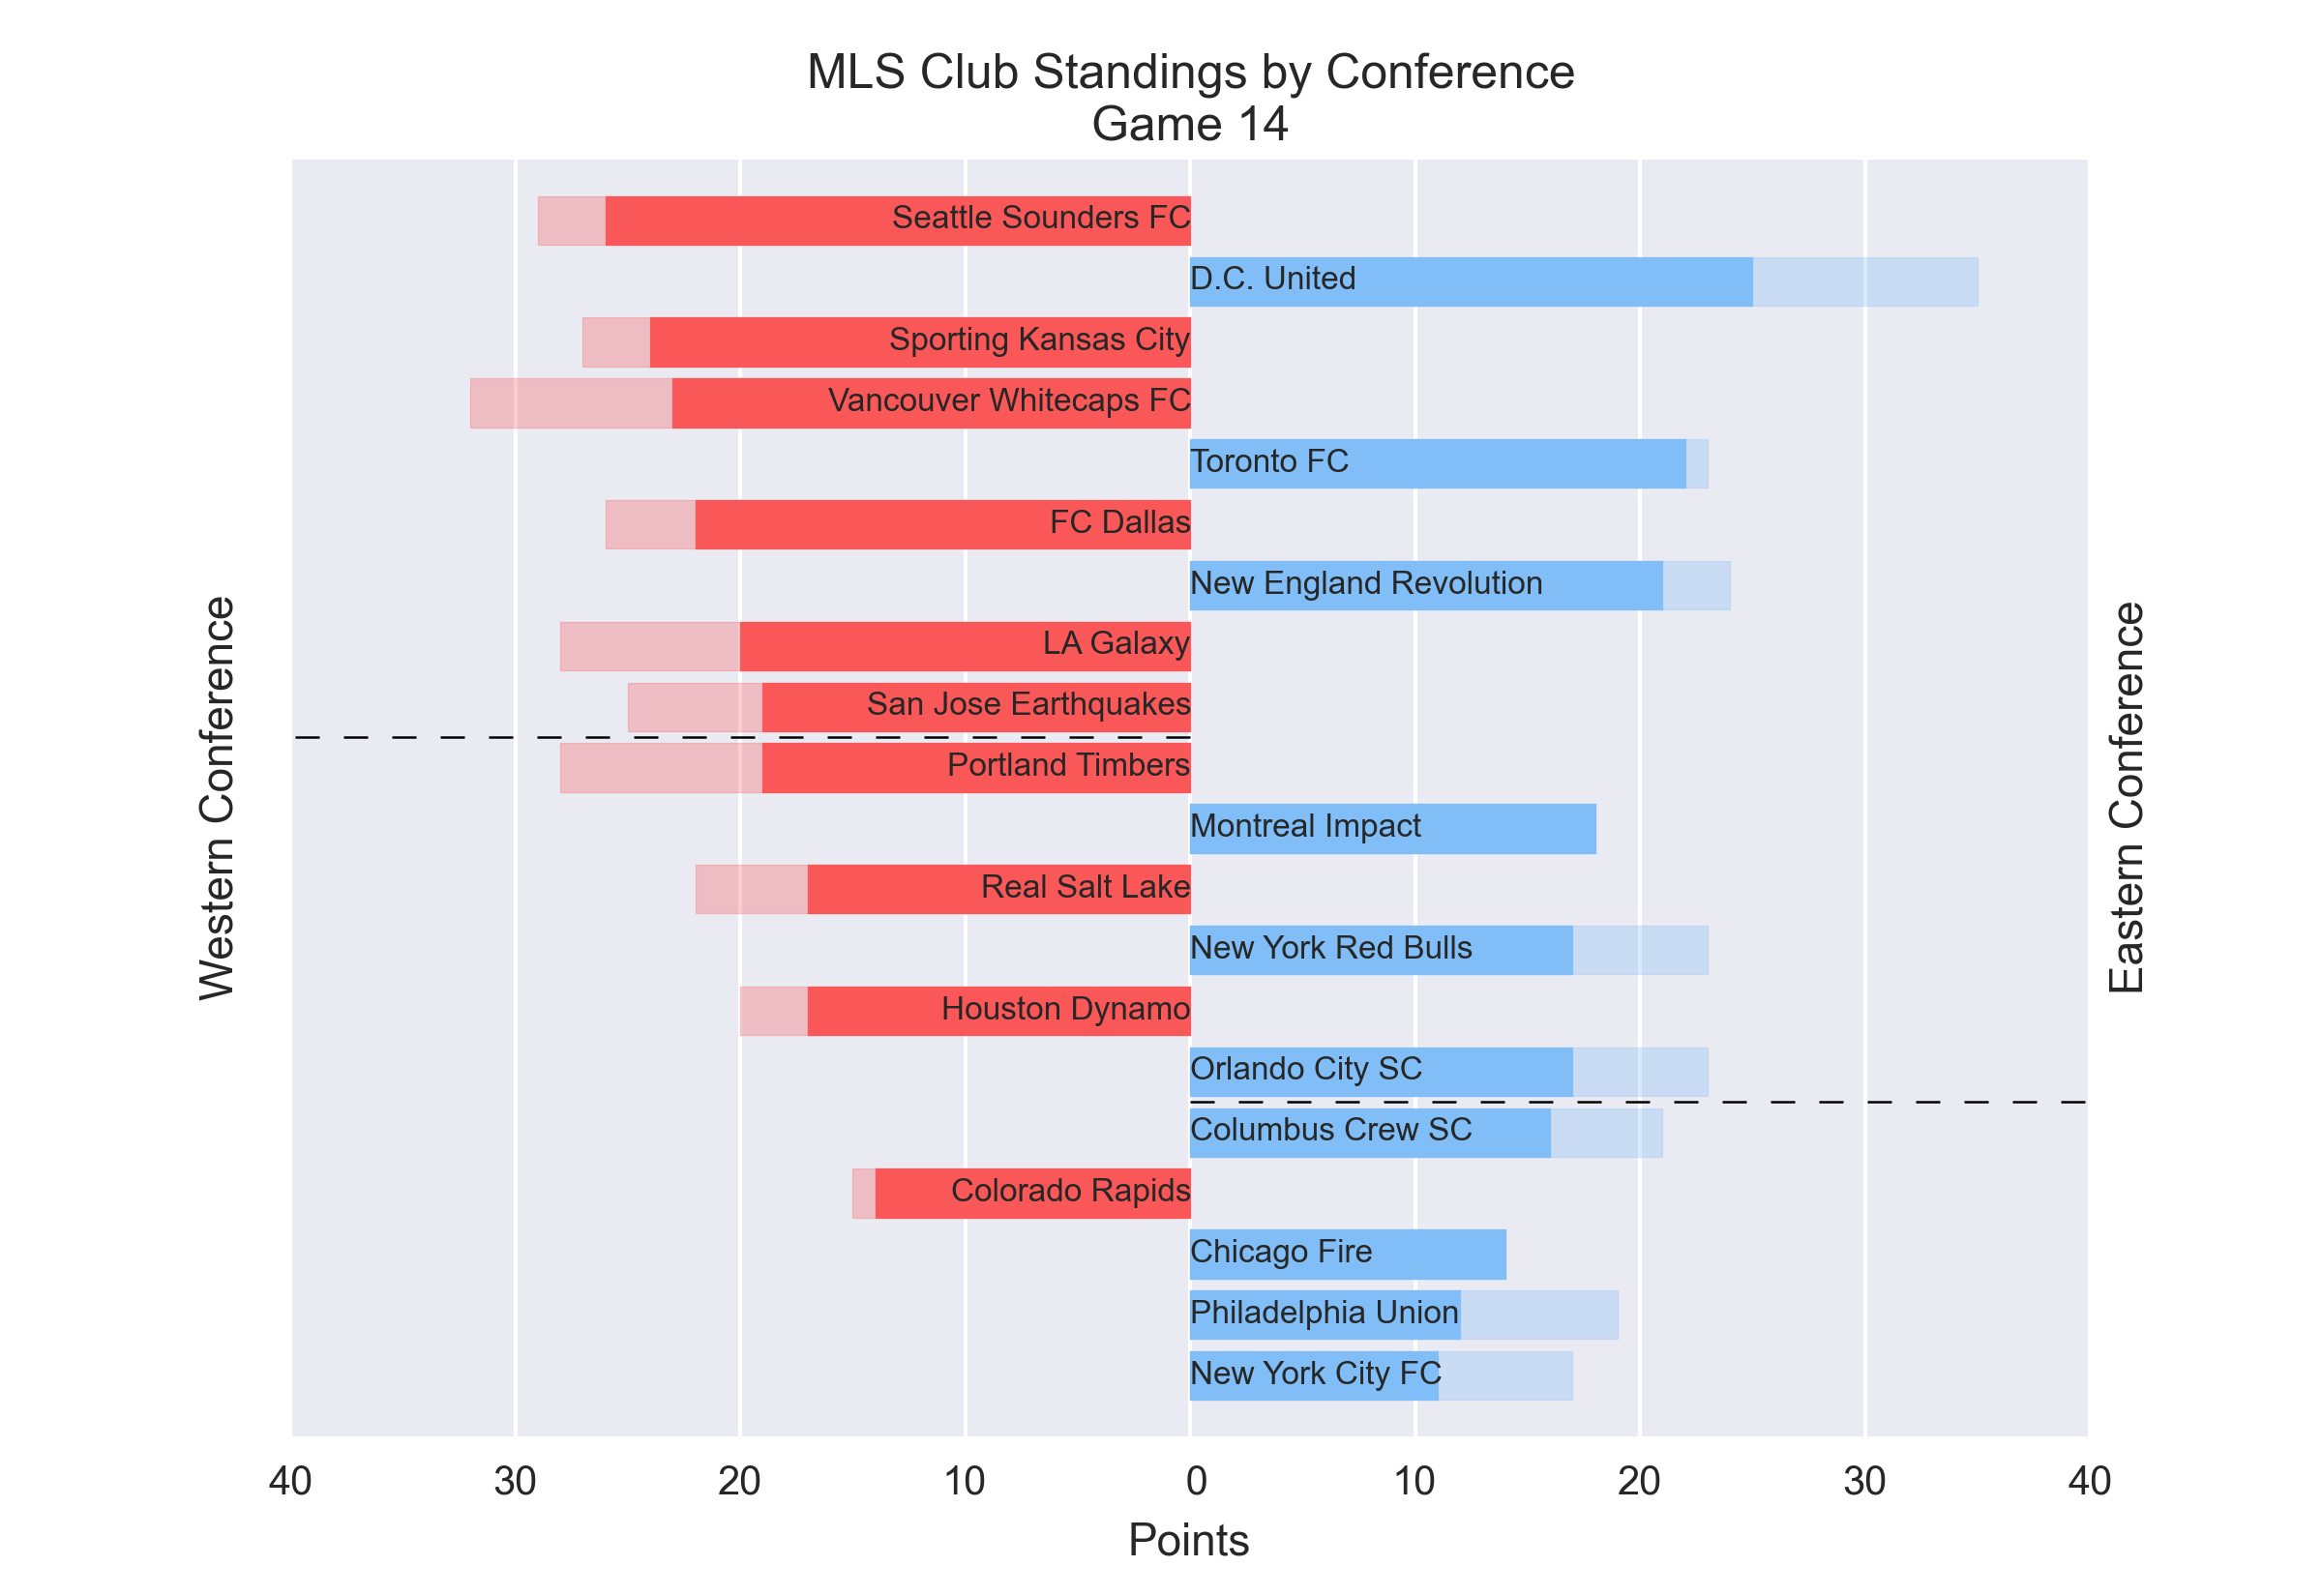 MLS Club Standings by Conference
Game 14
Seattle Sounders FC
D.C. United
Sporting Kansas City
Vancouver Whitecaps FC
Toronto FC
FC Dallas
New England Revolution
LA Galaxy
San Jose Earthquakes
Portland Timbers
Montreal Impact
Real Salt Lake
New York Red Bulls
Houston Dynamo
Orlando City SC
Columbus Crew SC
Colorado Rapids
Chicago Fire
Philadelphia Union
New York City FC
Western Conference
Eastern Conference
40 30 20 10 0 10 20 30 40
Points